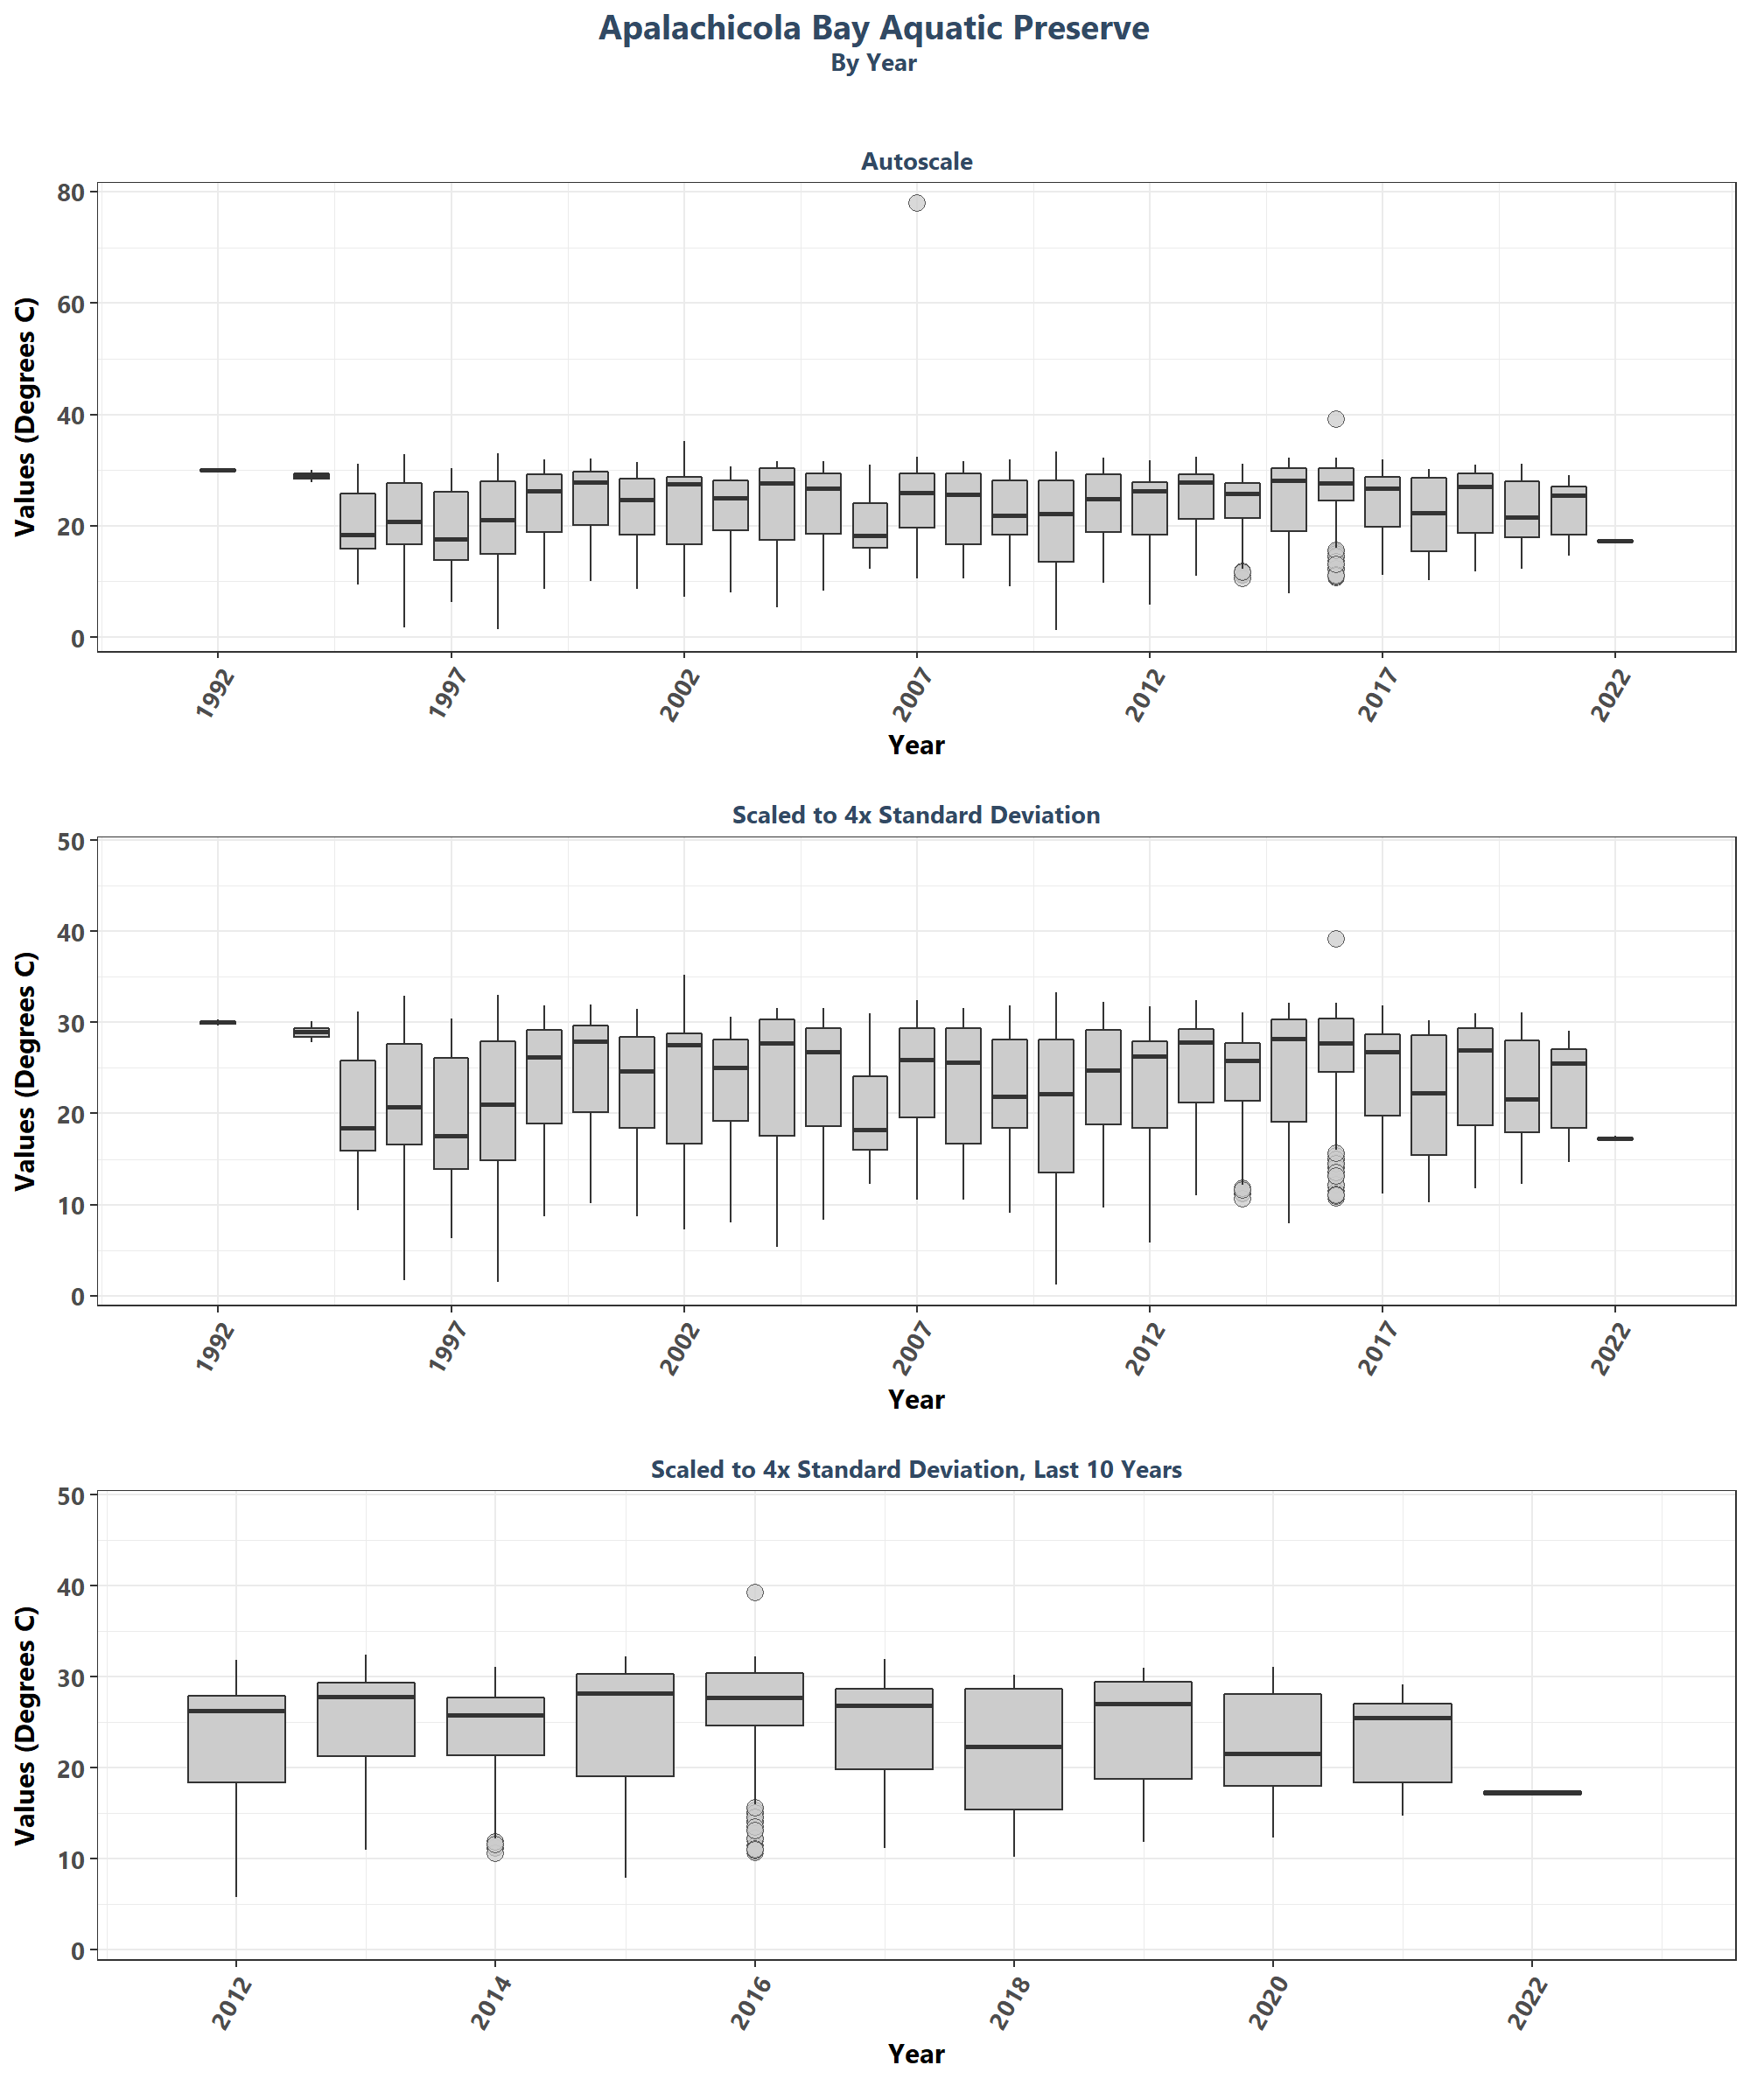 Apalachicola Bay Aquatic Preserve
By Year
Autoscale
80
60
40
20
0
Values (Degrees C)
1992 1997 2002 2007 2012 2017 2022
Year
Scaled to 4x Standard Deviation
50
40
30
20
10
0
Values (Degrees C)
1992 1997 2002 2007 2012 2017 2022
Year
Scaled to 4x Standard Deviation, Last 10 Years
50
40
30
20
10
0
Values (Degrees C)
2012 2014 2016 2018 2020 2022
Year